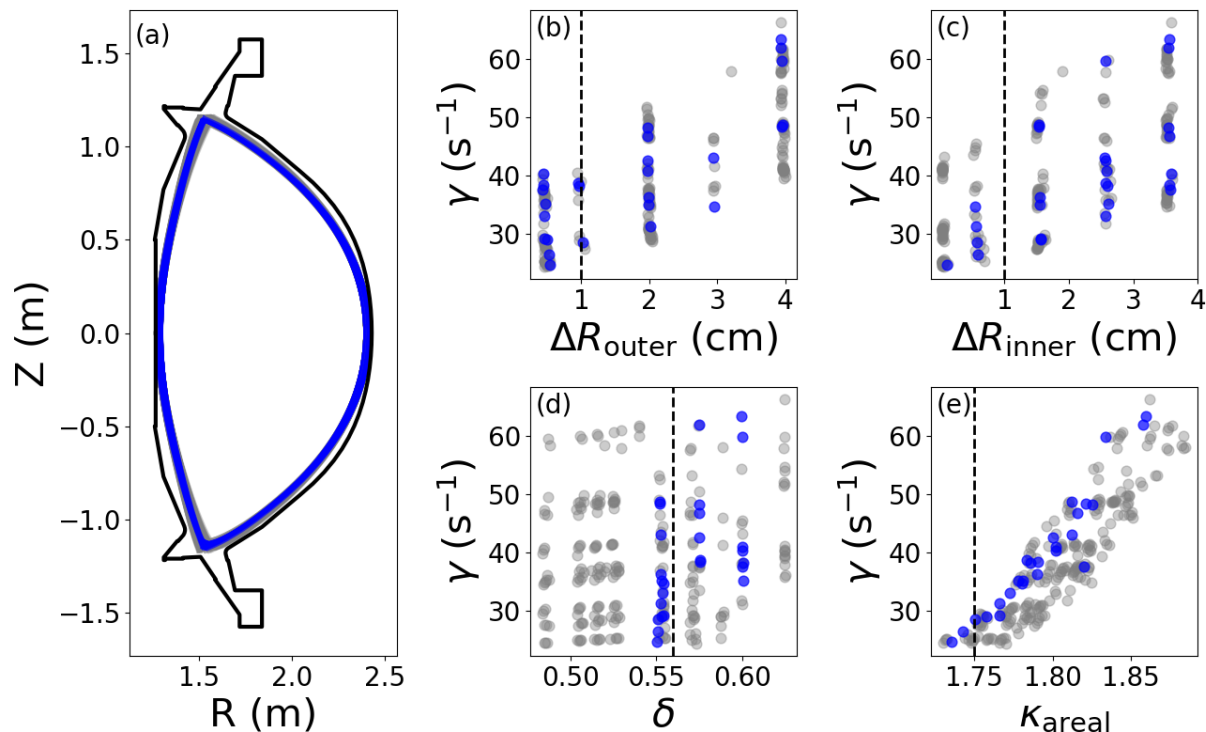 (a)
Z (m)
1.5
1.0
0.5
0.0
−0.5
−1.0
−1.5
1.5 2.0 2.5
R (m)
(b)
γ (s⁻¹)
60
50
40
30
1 2 3 4
ΔR_outer (cm)
(c)
γ (s⁻¹)
60
50
40
30
1 2 3 4
ΔR_inner (cm)
(d)
γ (s⁻¹)
60
50
40
30
0.50 0.55 0.60
δ
(e)
γ (s⁻¹)
60
50
40
30
1.75 1.80 1.85
κ_areal